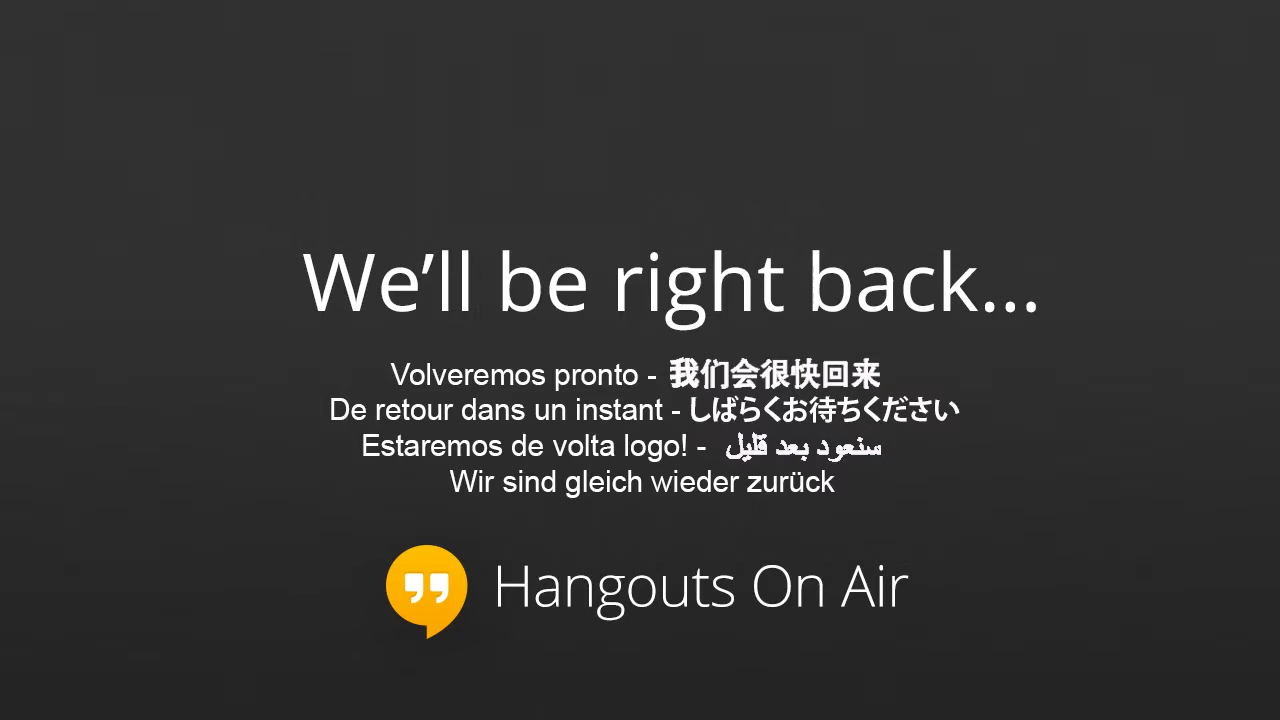 We’ll be right back...
Volveremos pronto - 我们会很快回来
De retour dans un instant - しばらくお待ちください
Estaremos de volta logo! - سنعود بعد قليل
Wir sind gleich wieder zurück
Hangouts On Air